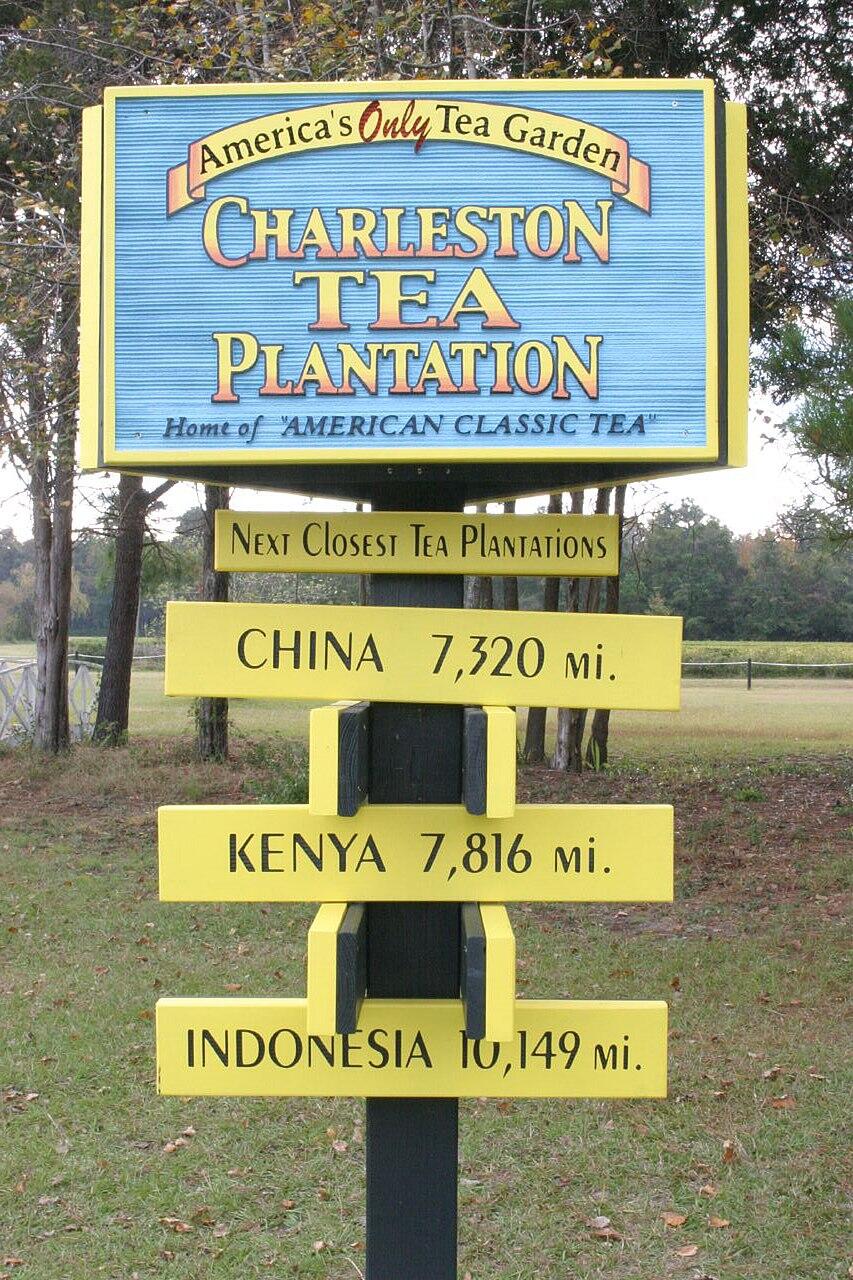 America's Only Tea Garden
CHARLESTON
TEA
PLANTATION
Home of "AMERICAN CLASSIC TEA"
NEXT CLOSEST TEA PLANTATIONS
CHINA 7,320 Mi.
KENYA 7,816 Mi.
INDONESIA 10,149 Mi.